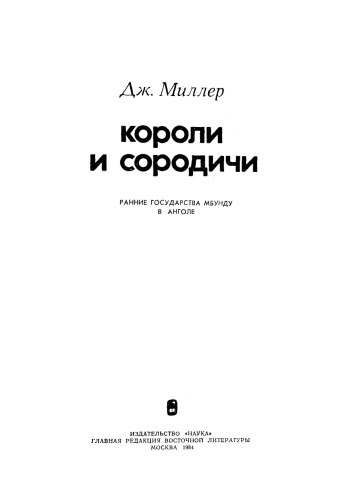 Дж. Миллер
короли
и сородичи
РАННИЕ ГОСУДАРСТВА МБУНДУ
В АНГОЛЕ
ИЗДАТЕЛЬСТВО «НАУКА»
ГЛАВНАЯ РЕДАКЦИЯ ВОСТОЧНОЙ ЛИТЕРАТУРЫ
МОСКВА 1984